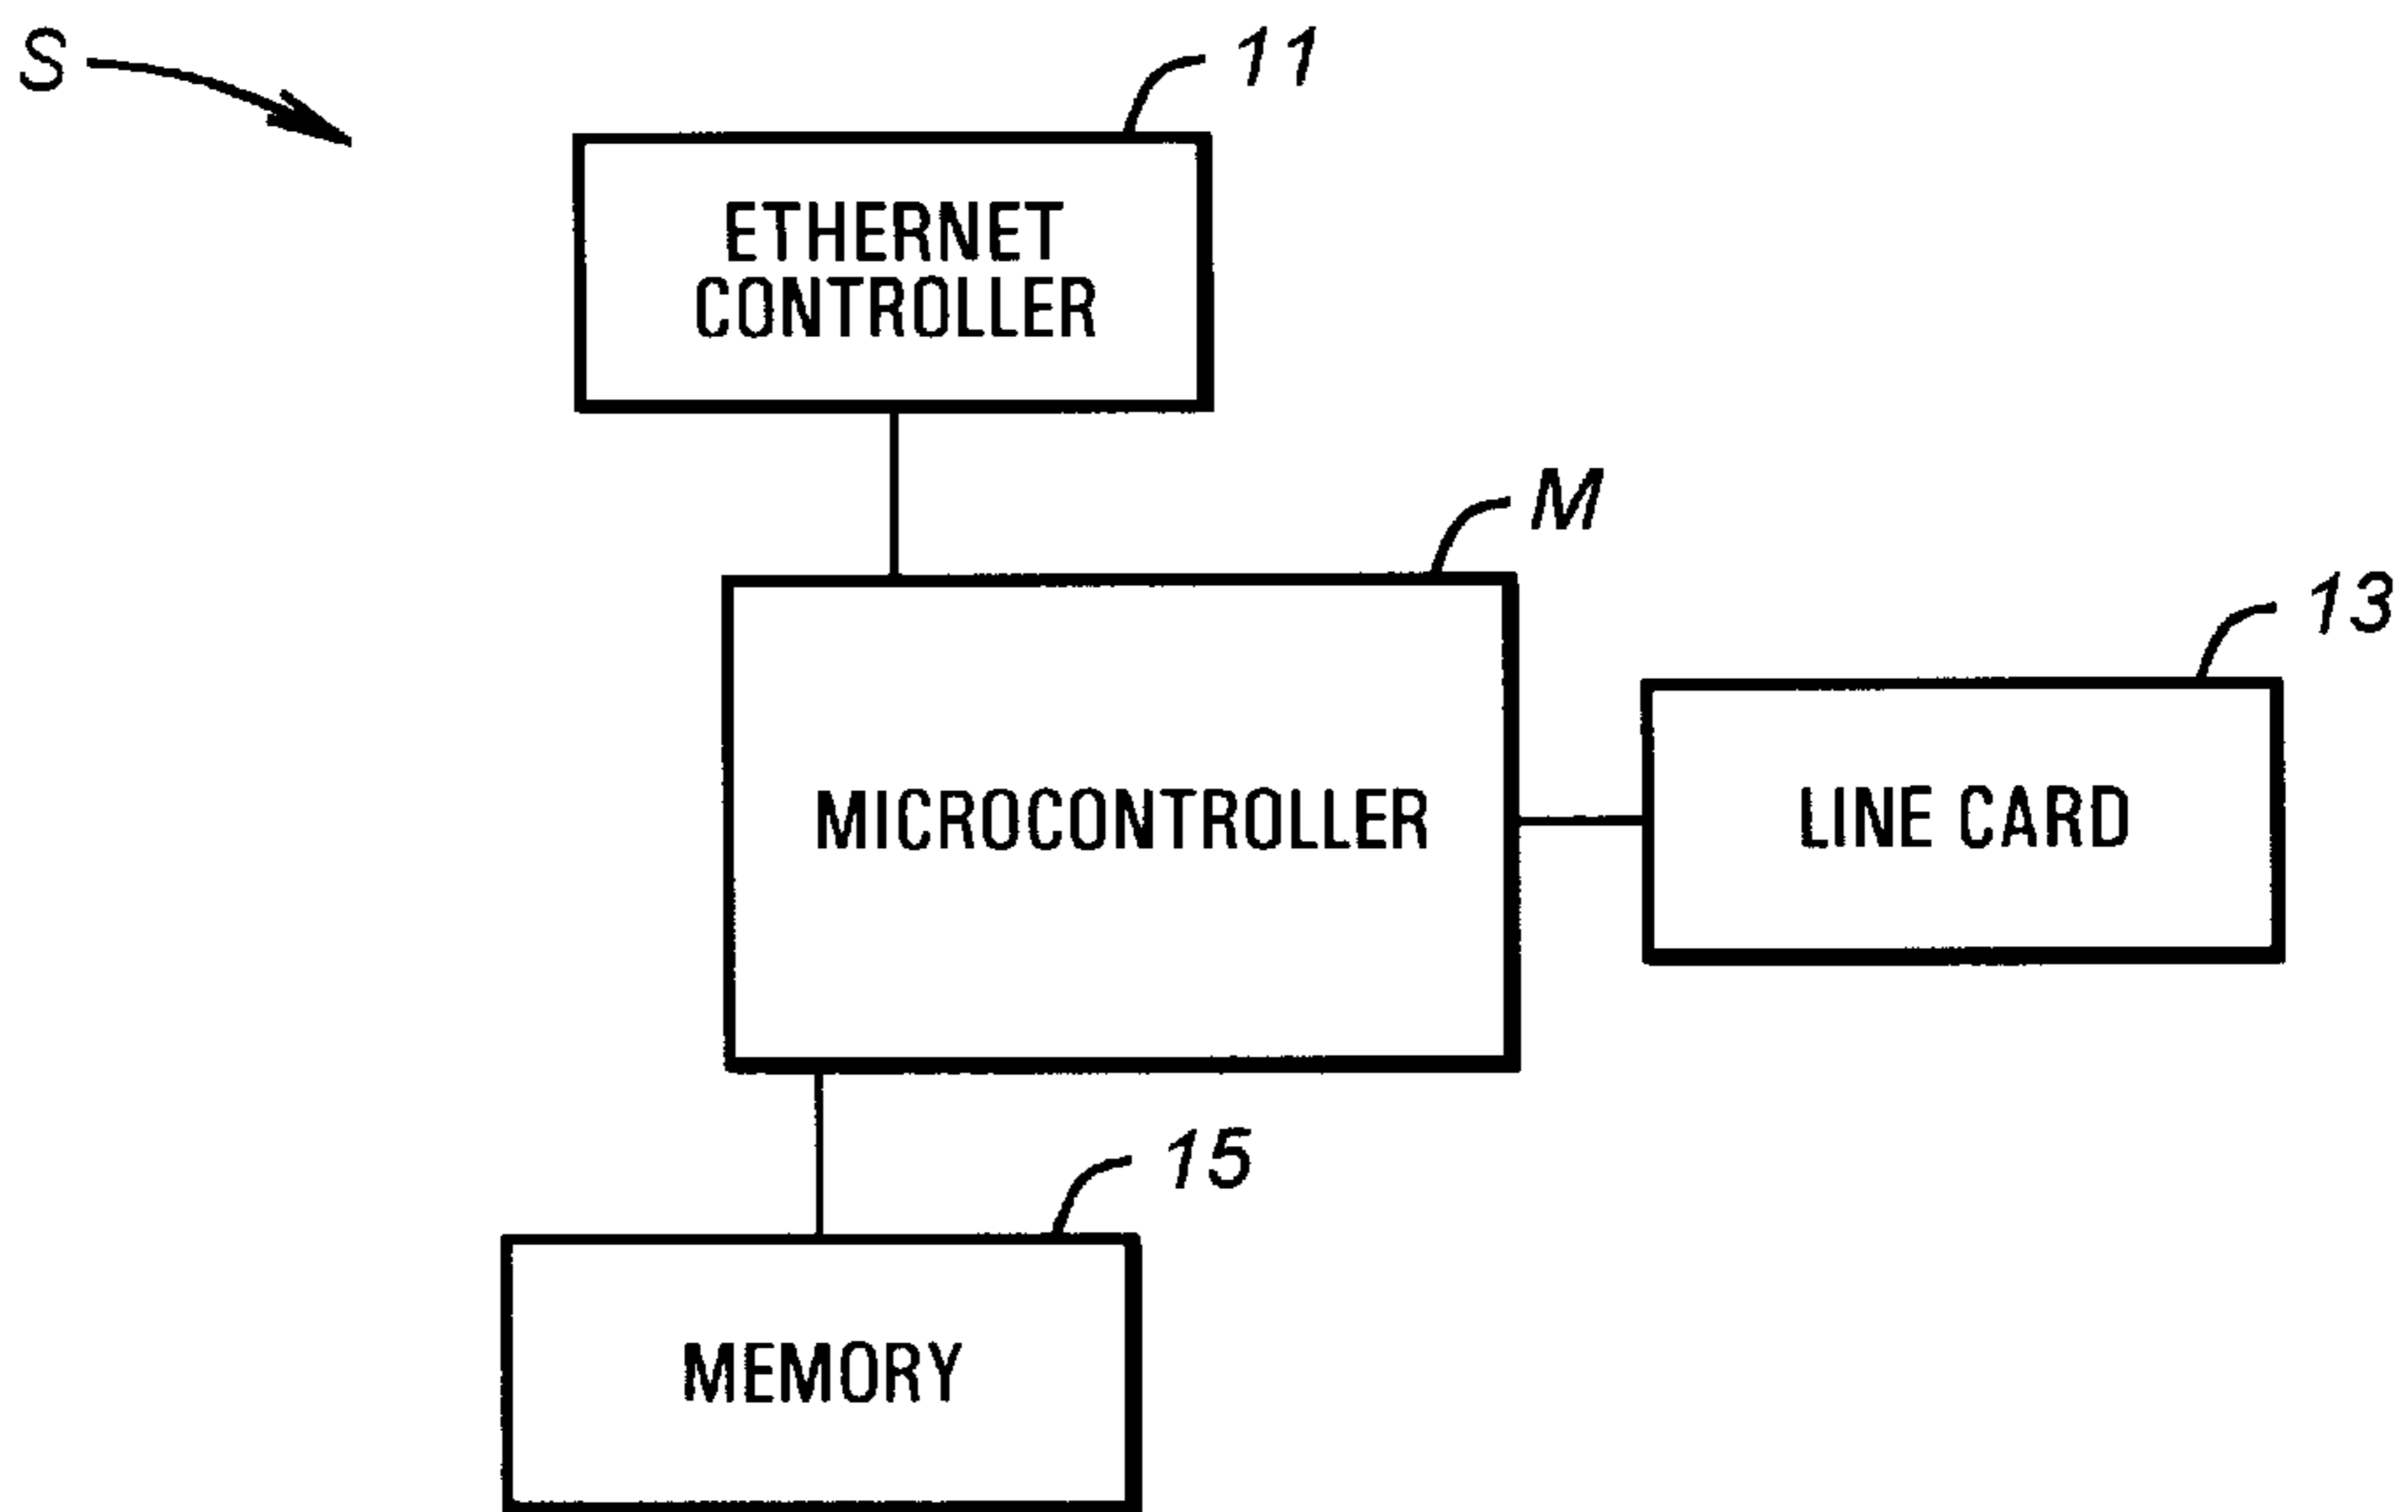 S
11
ETHERNET
CONTROLLER
M
13
MICROCONTROLLER
LINE CARD
15
MEMORY